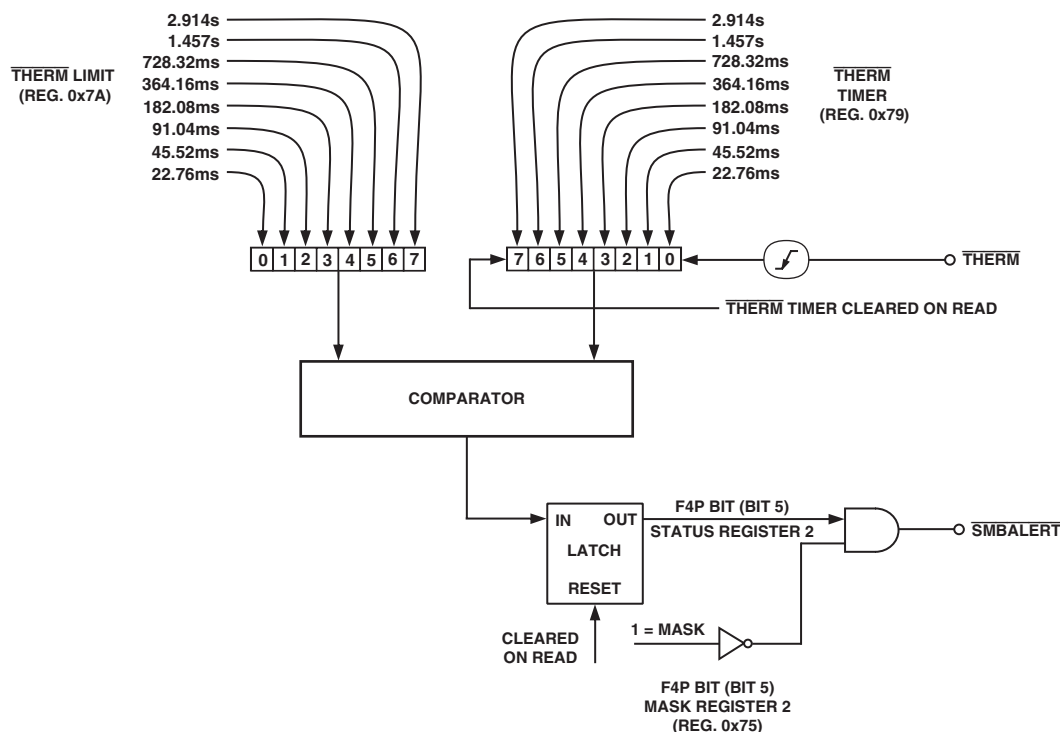 THERM LIMIT
(REG. 0x7A)
2.914s
1.457s
728.32ms
364.16ms
182.08ms
91.04ms
45.52ms
22.76ms
0 1 2 3 4 5 6 7
2.914s
1.457s
728.32ms
364.16ms
182.08ms
91.04ms
45.52ms
22.76ms
THERM
TIMER
(REG. 0x79)
7 6 5 4 3 2 1 0
THERM
THERM TIMER CLEARED ON READ
COMPARATOR
IN OUT
LATCH
RESET
F4P BIT (BIT 5)
STATUS REGISTER 2
SMBALERT
CLEARED
ON READ
1 = MASK
F4P BIT (BIT 5)
MASK REGISTER 2
(REG. 0x75)